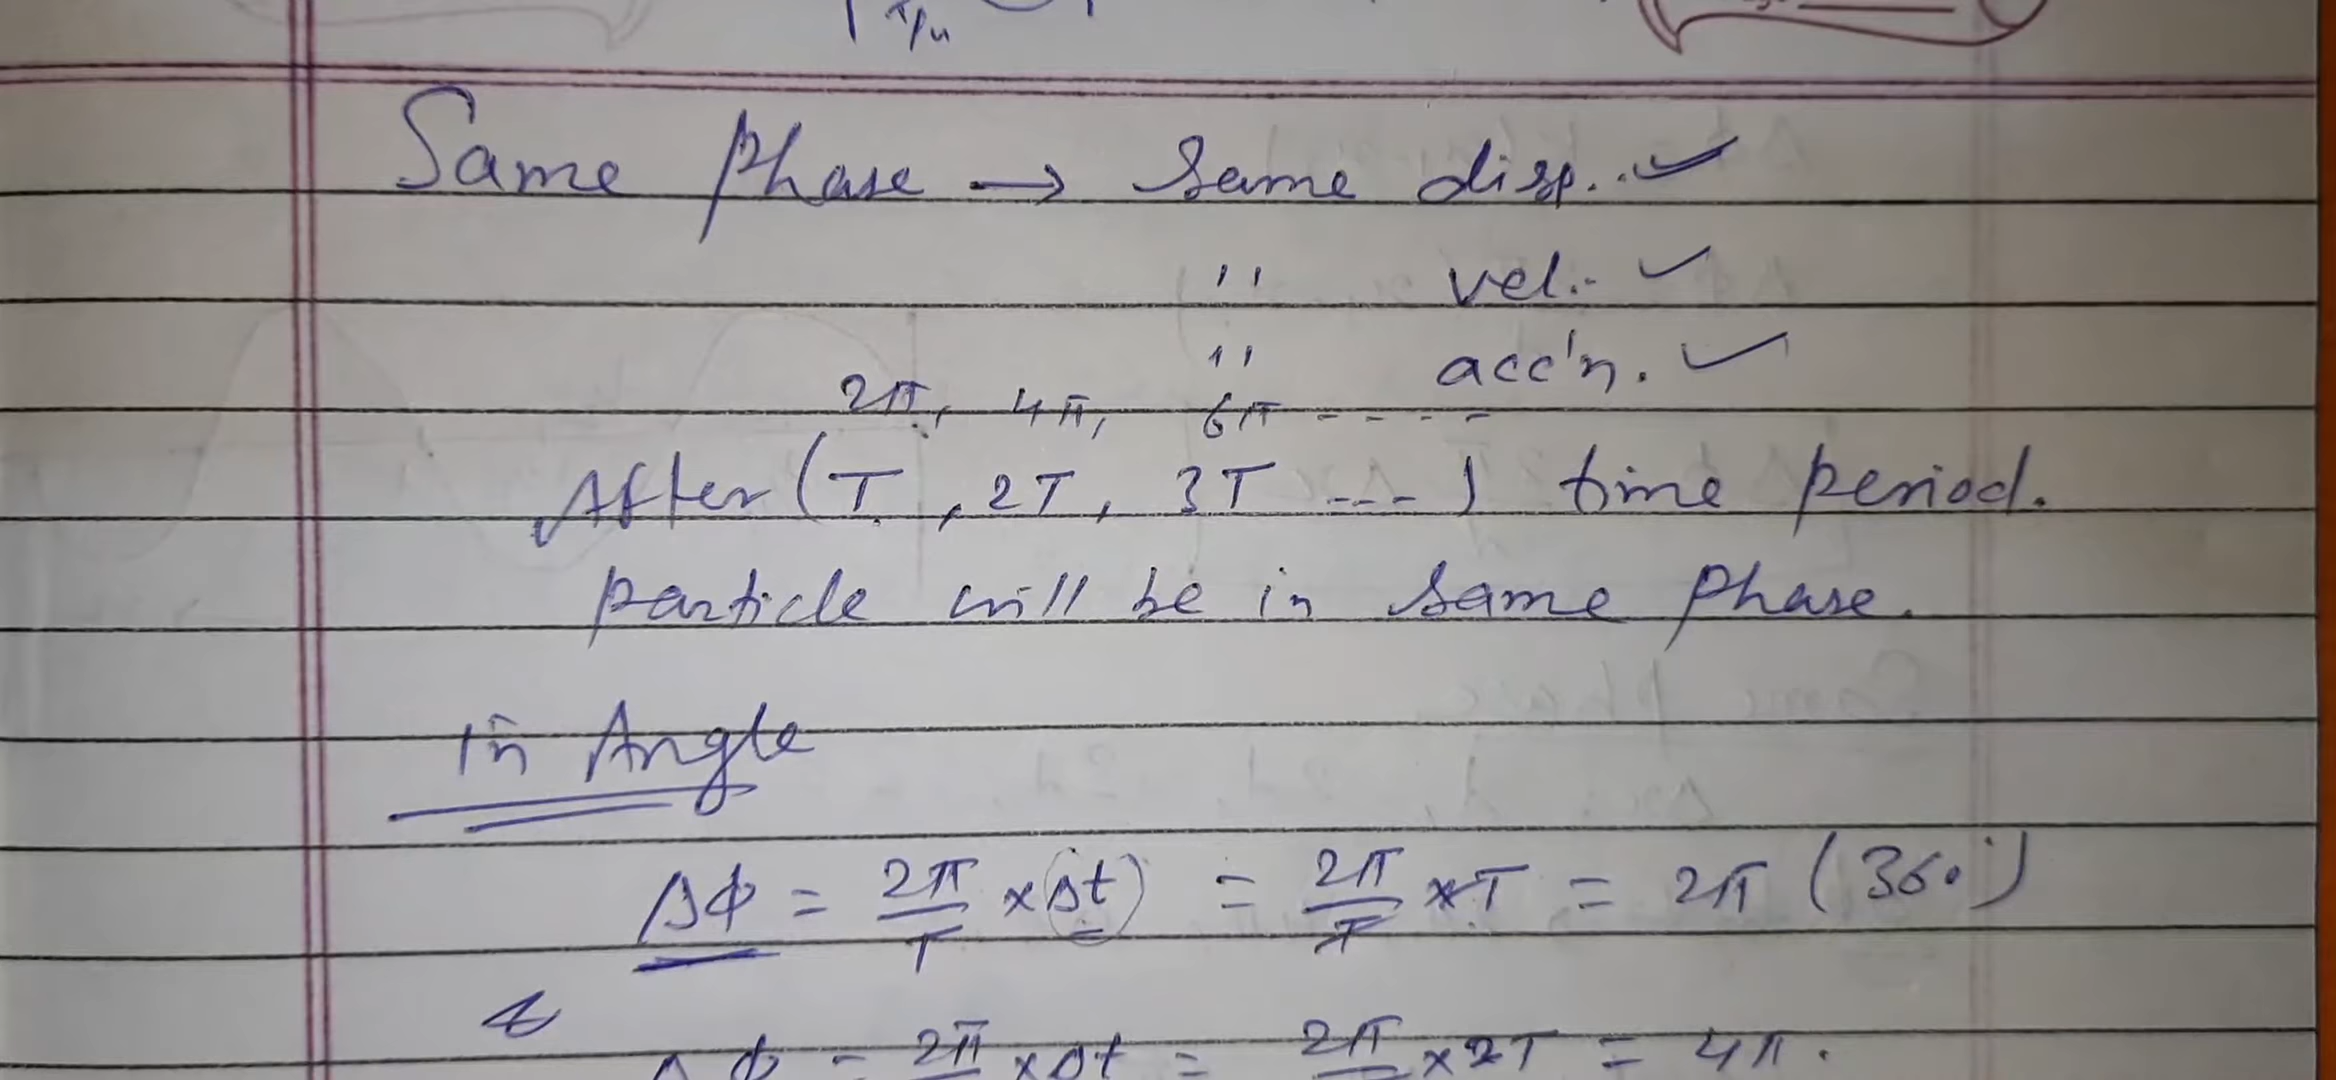 T/4
Same Phase → Same disp.. ✓
'' vel.. ✓
'' acc'n. ✓
2π, 4π, 6π - - - -
After (T, 2T, 3T ---) time period.
particle will be in same phase.
in Angle
Δϕ = 2π/T × (Δt) = 2π/T × T = 2π (360°)
&
Δϕ = 2π × Δt = 2π × 2T = 4π.